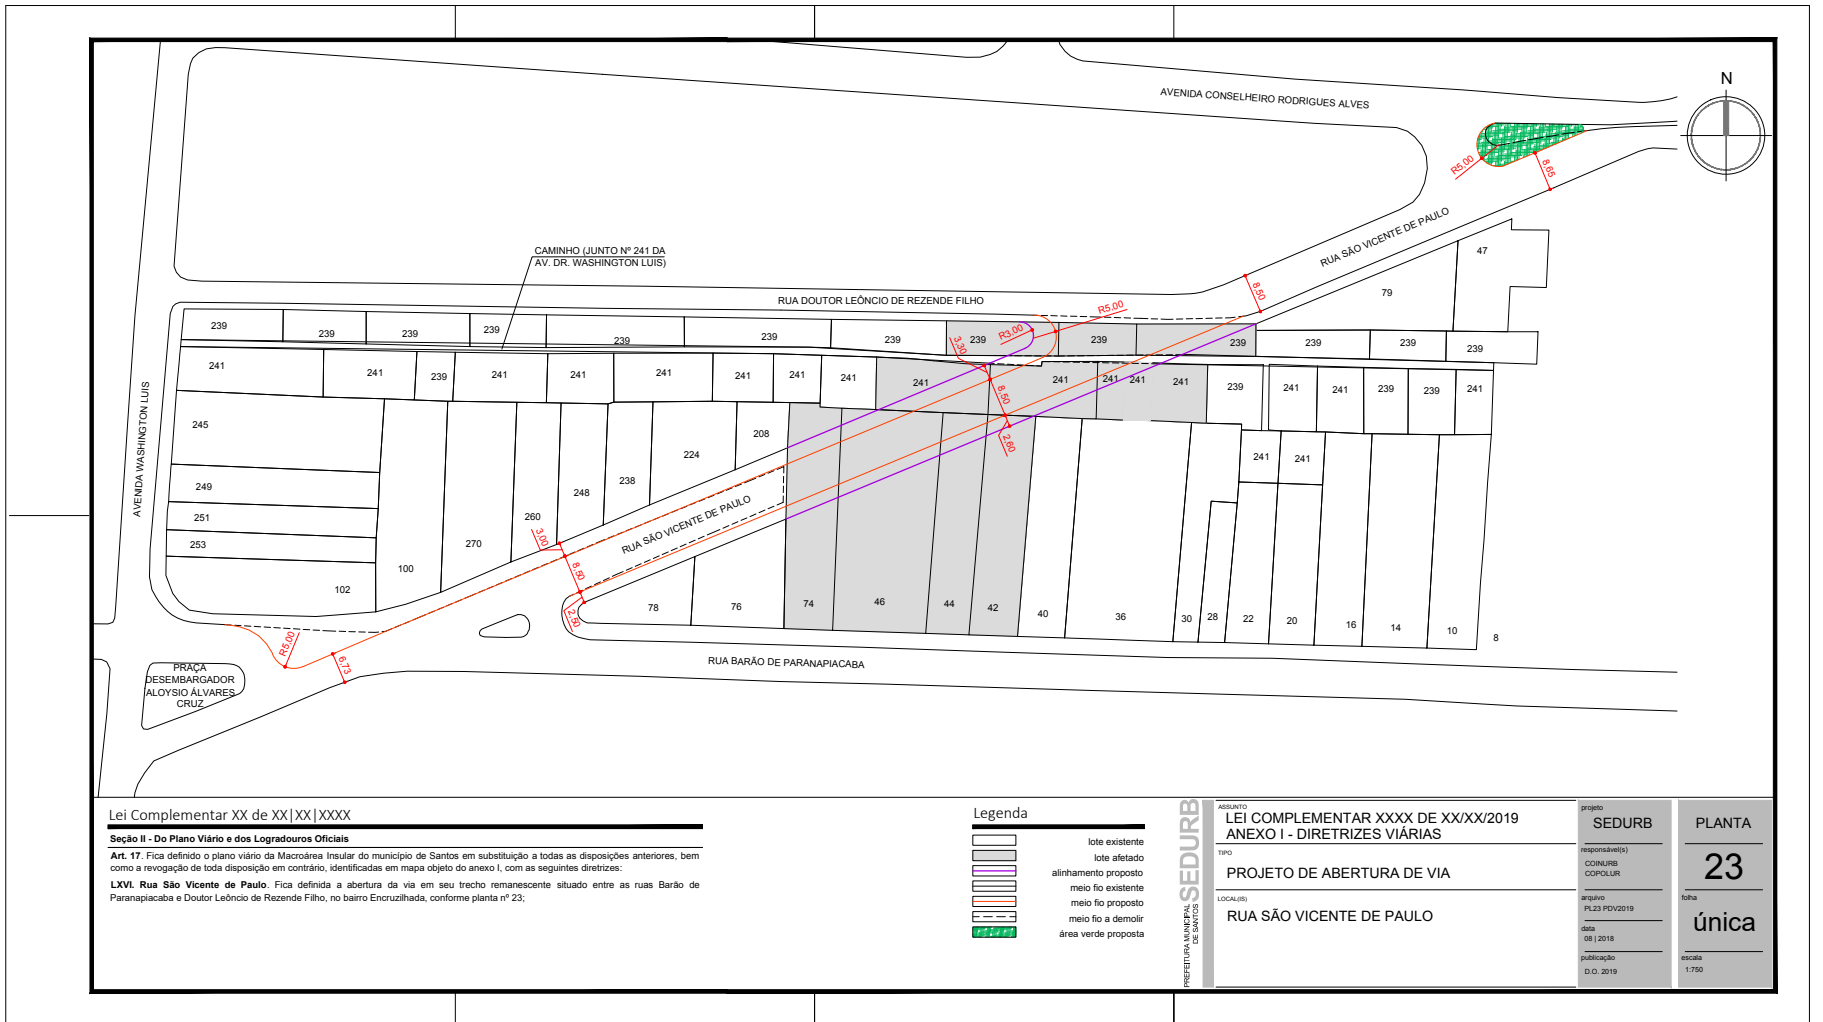 AVENIDA CONSELHEIRO RODRIGUES ALVES
N
R5,00
8,65
RUA SÃO VICENTE DE PAULO
47
CAMINHO (JUNTO Nº 241 DA
AV. DR. WASHINGTON LUIS)
79
8,50
RUA DOUTOR LEÔNCIO DE REZENDE FILHO
R5,00
R3,00
3,30
239 239 239 239 239 239 239 239 239 239 239 239 239
241 241 239 241 241 241 241 241 241 241 241 241 241 241 239 241 241 239 239 241
8,50
2,60
AVENIDA WASHINGTON LUIS
245
249
251
253
102
100
270
260
248
238
224
208
241 241
RUA SÃO VICENTE DE PAULO
3,00
8,50
2,50
78 76 74 46 44 42 40 36 30 28 22 20 16 14 10 8
R5,00
6,73
RUA BARÃO DE PARANAPIACABA
PRAÇA
DESEMBARGADOR
ALOYSIO ÁLVARES
CRUZ
Lei Complementar XX de XX|XX|XXXX
Seção II - Do Plano Viário e dos Logradouros Oficiais
Art. 17. Fica definido o plano viário da Macroárea Insular do município de Santos em substituição a todas as disposições anteriores, bem
como a revogação de toda disposição em contrário, identificadas em mapa objeto do anexo I, com as seguintes diretrizes:
LXVI. Rua São Vicente de Paulo. Fica definida a abertura da via em seu trecho remanescente situado entre as ruas Barão de
Paranapiacaba e Doutor Leôncio de Rezende Filho, no bairro Encruzilhada, conforme planta nº 23;
Legenda
lote existente
lote afetado
alinhamento proposto
meio fio existente
meio fio proposto
meio fio a demolir
área verde proposta
PREFEITURA MUNICIPAL
DE SANTOS
SEDURB
ASSUNTO
LEI COMPLEMENTAR XXXX DE XX/XX/2019
ANEXO I - DIRETRIZES VIÁRIAS
TIPO
PROJETO DE ABERTURA DE VIA
LOCAL(IS)
RUA SÃO VICENTE DE PAULO
projeto
SEDURB
responsável(s)
COINURB
COPOLUR
arquivo
PL23 PDV2019
data
08 | 2018
publicação
D.O. 2019
PLANTA
23
folha
única
escala
1:750